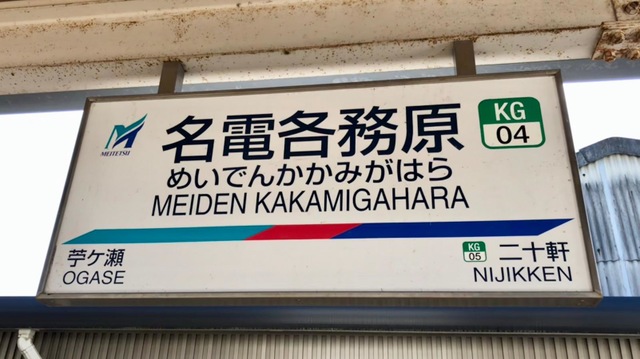 MEITETSU
名電各務原
KG
04
めいでんかかみがはら
MEIDEN KAKAMIGAHARA
苧ケ瀬
OGASE
KG
05
二十軒
NIJIKKEN